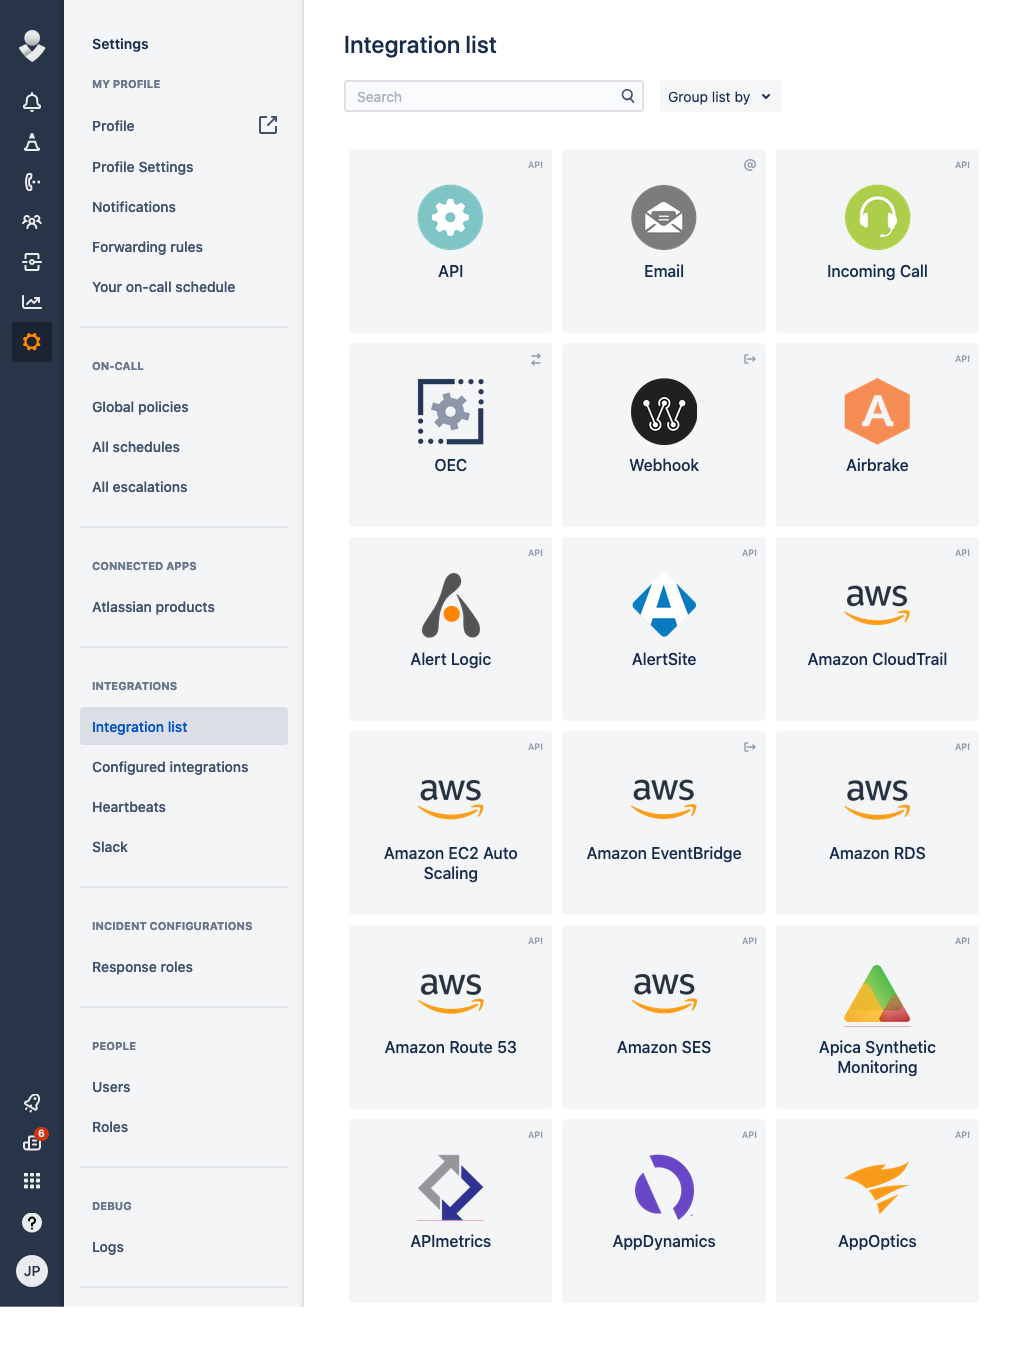 Settings
MY PROFILE
Profile
Profile Settings
Notifications
Forwarding rules
Your on-call schedule
ON-CALL
Global policies
All schedules
All escalations
CONNECTED APPS
Atlassian products
INTEGRATIONS
Integration list
Configured integrations
Heartbeats
Slack
INCIDENT CONFIGURATIONS
Response roles
PEOPLE
Users
Roles
DEBUG
Logs
6
?
JP
Integration list
Search
Group list by
API
API
@
Email
API
Incoming Call
OEC
W
Webhook
API
A
Airbrake
API
Alert Logic
API
A
AlertSite
API
aws
Amazon CloudTrail
API
aws
Amazon EC2 Auto
Scaling
aws
Amazon EventBridge
API
aws
Amazon RDS
API
aws
Amazon Route 53
API
aws
Amazon SES
API
Apica Synthetic
Monitoring
API
APImetrics
API
AppDynamics
API
AppOptics